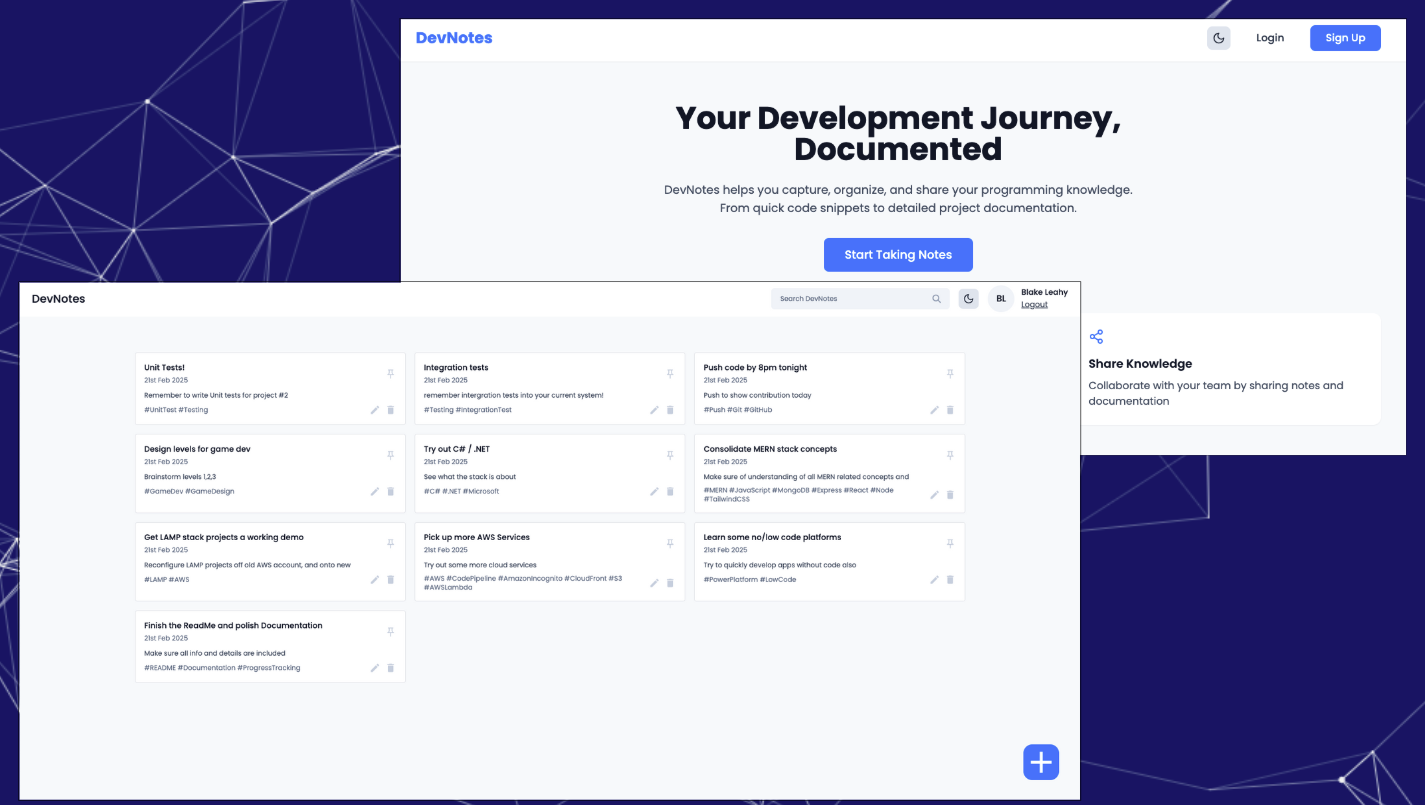 DevNotes
Login
Sign Up
Your Development Journey,
Documented
DevNotes helps you capture, organize, and share your programming knowledge.
From quick code snippets to detailed project documentation.
Start Taking Notes
Share Knowledge
Collaborate with your team by sharing notes and
documentation
DevNotes
Search DevNotes
BL
Blake Leahy
Logout
Unit Tests!
21st Feb 2025
Remember to write Unit tests for project #2
#UnitTest #Testing
Integration tests
21st Feb 2025
remember intergration tests into your current system!
#Testing #IntegrationTest
Push code by 8pm tonight
21st Feb 2025
Push to show contribution today
#Push #Git #GitHub
Design levels for game dev
21st Feb 2025
Brainstorm levels 1,2,3
#GameDev #GameDesign
Try out C# / .NET
21st Feb 2025
See what the stack is about
#C# #.NET #Microsoft
Consolidate MERN stack concepts
21st Feb 2025
Make sure of understanding of all MERN related concepts and
#MERN #JavaScript #MongoDB #Express #React #Node
#TailwindCSS
Get LAMP stack projects a working demo
21st Feb 2025
Reconfigure LAMP projects off old AWS account, and onto new
#LAMP #AWS
Pick up more AWS Services
21st Feb 2025
Try out some more cloud services
#AWS #CodePipeline #AmazonIncognito #CloudFront #S3
#AWSLambda
Learn some no/low code platforms
21st Feb 2025
Try to quickly develop apps without code also
#PowerPlatform #LowCode
Finish the ReadMe and polish Documentation
21st Feb 2025
Make sure all info and details are included
#README #Documentation #ProgressTracking